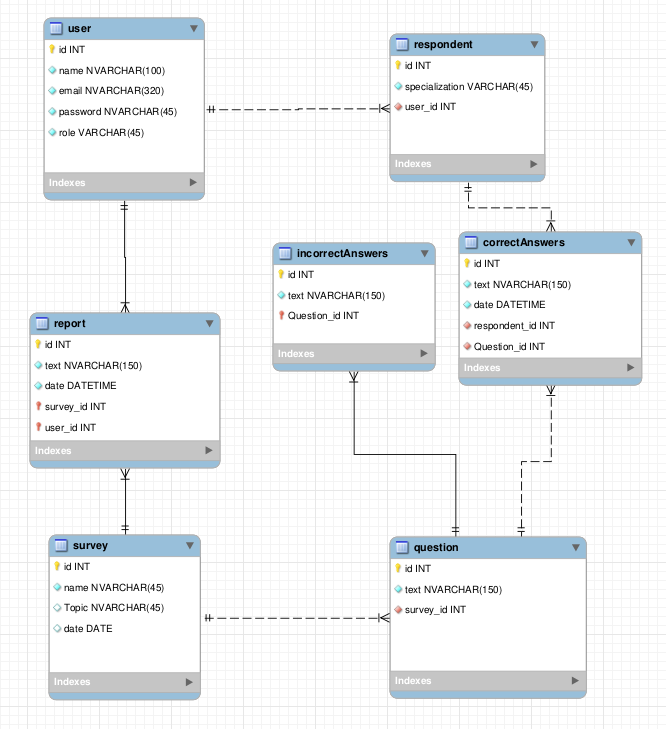 user
id INT
name NVARCHAR(100)
email NVARCHAR(320)
password NVARCHAR(45)
role VARCHAR(45)
Indexes
respondent
id INT
specialization VARCHAR(45)
user_id INT
Indexes
incorrectAnswers
id INT
text NVARCHAR(150)
Question_id INT
Indexes
correctAnswers
id INT
text NVARCHAR(150)
date DATETIME
respondent_id INT
Question_id INT
Indexes
report
id INT
text NVARCHAR(150)
date DATETIME
survey_id INT
user_id INT
Indexes
survey
id INT
name NVARCHAR(45)
Topic NVARCHAR(45)
date DATE
Indexes
question
id INT
text NVARCHAR(150)
survey_id INT
Indexes